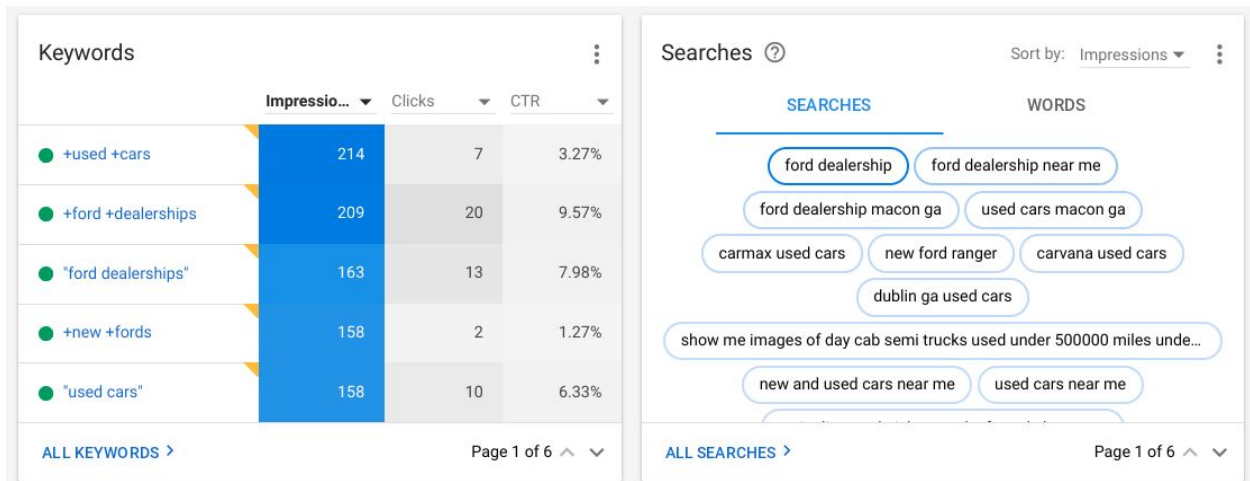 Keywords
Impressio... Clicks CTR
+used +cars 214 7 3.27%
+ford +dealerships 209 20 9.57%
"ford dealerships" 163 13 7.98%
+new +fords 158 2 1.27%
"used cars" 158 10 6.33%
ALL KEYWORDS Page 1 of 6
Searches Sort by: Impressions
SEARCHES WORDS
ford dealership ford dealership near me
ford dealership macon ga used cars macon ga
carmax used cars new ford ranger carvana used cars
dublin ga used cars
show me images of day cab semi trucks used under 500000 miles unde...
new and used cars near me used cars near me
ALL SEARCHES Page 1 of 6